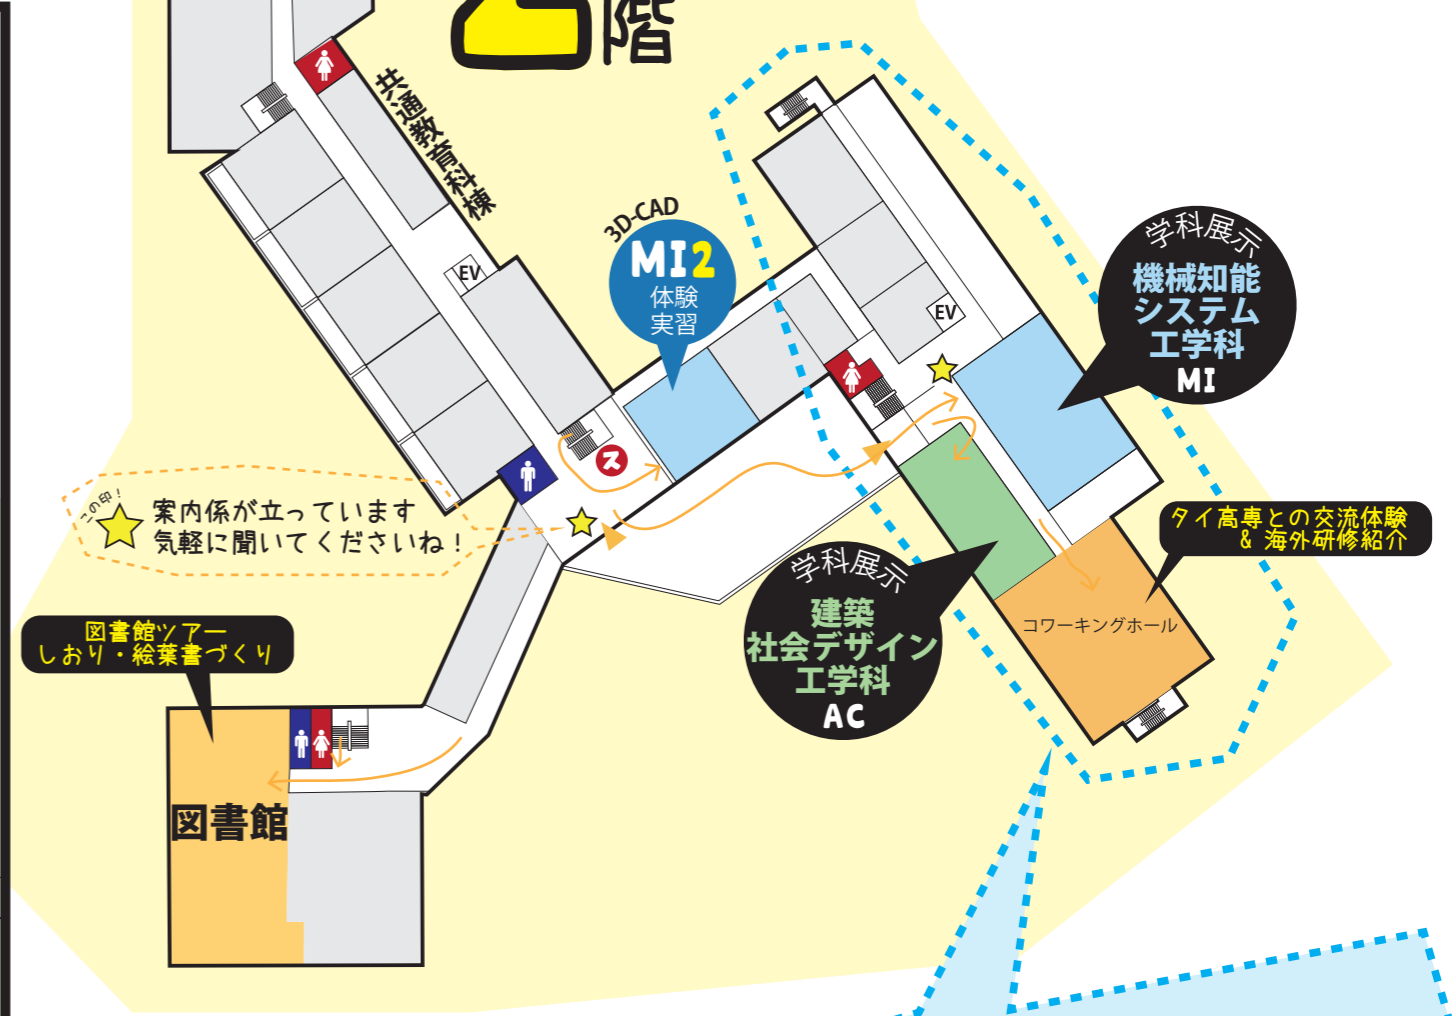 2階
共通教育科棟
EV
3D-CAD
MI2
体験
実習
EV
学科展示
機械知能
システム
工学科
MI
ス
この印!
案内係が立っています
気軽に聞いてくださいね!
タイ高専との交流体験
& 海外研修紹介
コワーキングホール
学科展示
建築
社会デザイン
工学科
AC
図書館ツアー
しおり・絵葉書づくり
図書館